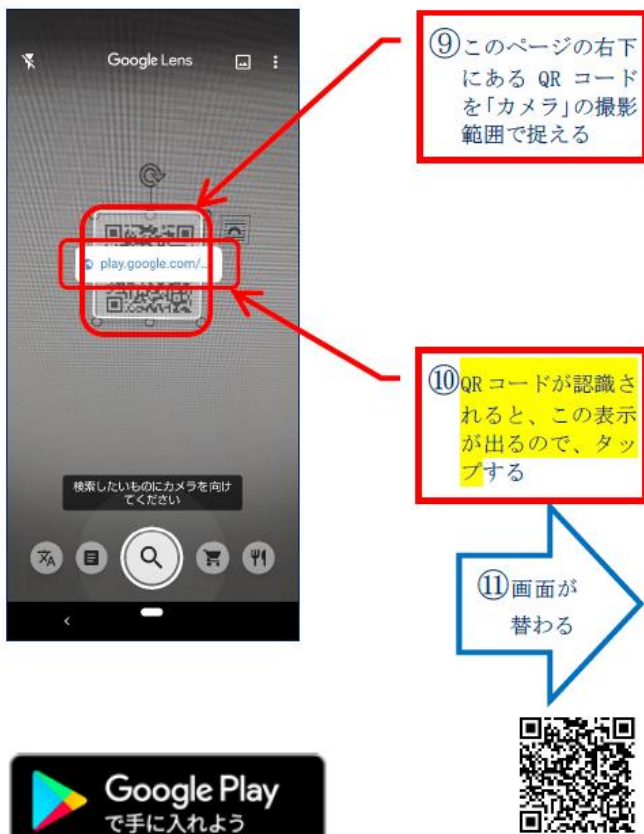 Google Lens
⑨このページの右下
にある QR コード
を「カメラ」の撮影
範囲で捉える
play.google.com/...
⑩QRコードが認識さ
れると、この表示
が出るので、タッ
プする
検索したいものにカメラを向け
てください
⑪画面が
替わる
Google Play
で手に入れよう